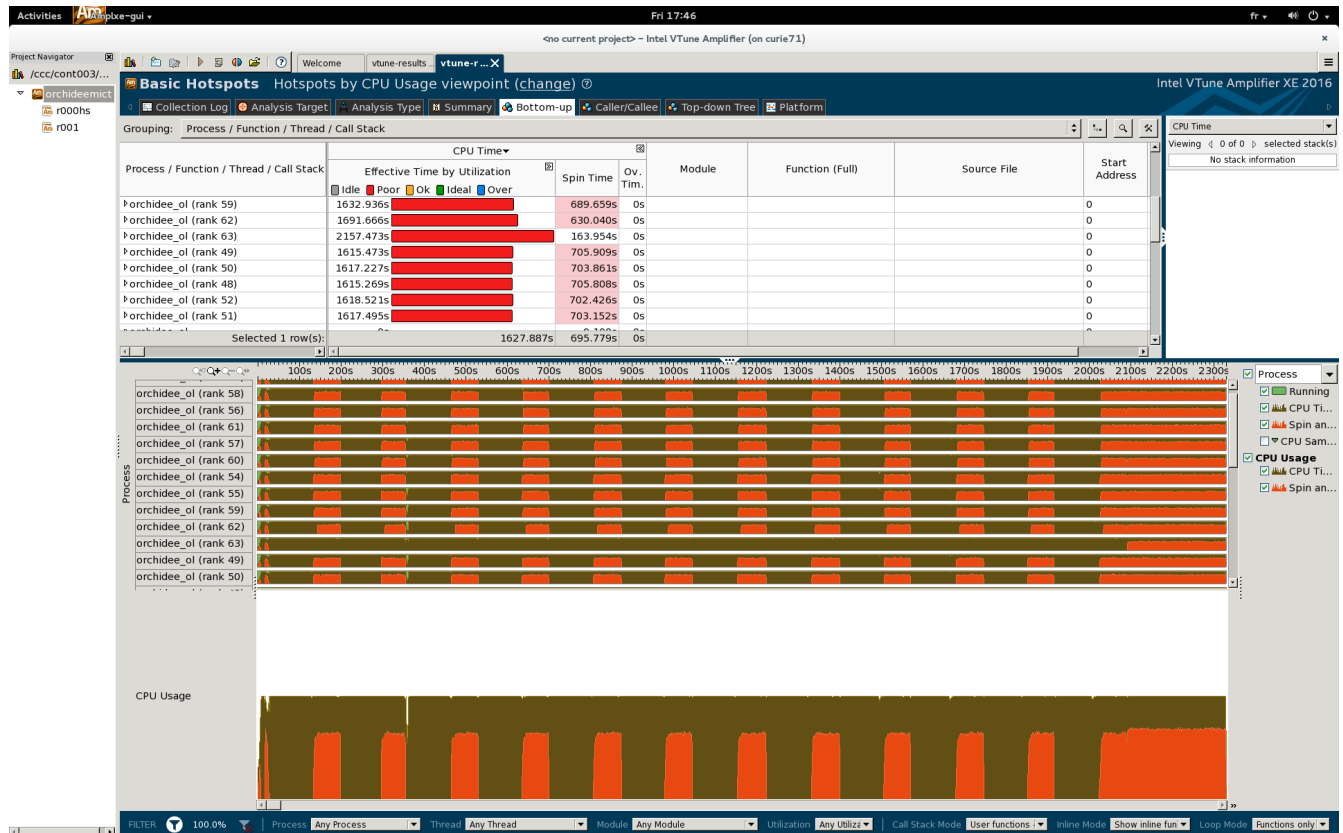 Activities Amplxe-gui Fri 17:46 fr
<no current project> – Intel VTune Amplifier (on curie71)
Project Navigator
/ccc/cont003/...
orchideemict
r000hs
r001
Welcome vtune-results... vtune-r...
Basic Hotspots Hotspots by CPU Usage viewpoint (change) Intel VTune Amplifier XE 2016
Collection Log Analysis Target Analysis Type Summary Bottom-up Caller/Callee Top-down Tree Platform
Grouping: Process / Function / Thread / Call Stack
CPU Time
Viewing 0 of 0 selected stack(s)
No stack information
Process / Function / Thread / Call Stack CPU Time Module Function (Full) Source File Start Address
Effective Time by Utilization Spin Time Ov. Tim.
Idle Poor Ok Ideal Over
orchidee_ol (rank 59) 1632.936s 689.659s 0s 0
orchidee_ol (rank 62) 1691.666s 630.040s 0s 0
orchidee_ol (rank 63) 2157.473s 163.954s 0s 0
orchidee_ol (rank 49) 1615.473s 705.909s 0s 0
orchidee_ol (rank 50) 1617.227s 703.861s 0s 0
orchidee_ol (rank 48) 1615.269s 705.808s 0s 0
orchidee_ol (rank 52) 1618.521s 702.426s 0s 0
orchidee_ol (rank 51) 1617.495s 703.152s 0s 0
Selected 1 row(s): 1627.887s 695.779s 0s
100s 200s 300s 400s 500s 600s 700s 800s 900s 1000s 1100s 1200s 1300s 1400s 1500s 1600s 1700s 1800s 1900s 2000s 2100s 2200s 2300s
Process
orchidee_ol (rank 58)
orchidee_ol (rank 56)
orchidee_ol (rank 61)
orchidee_ol (rank 57)
orchidee_ol (rank 60)
orchidee_ol (rank 54)
orchidee_ol (rank 55)
orchidee_ol (rank 59)
orchidee_ol (rank 62)
orchidee_ol (rank 63)
orchidee_ol (rank 49)
orchidee_ol (rank 50)
CPU Usage
Process
Running
CPU Ti...
Spin an...
CPU Sam...
CPU Usage
CPU Ti...
Spin an...
FILTER 100.0% Process Any Process Thread Any Thread Module Any Module Utilization Any Utiliz Call Stack Mode User functions Inline Mode Show inline fun Loop Mode Functions only